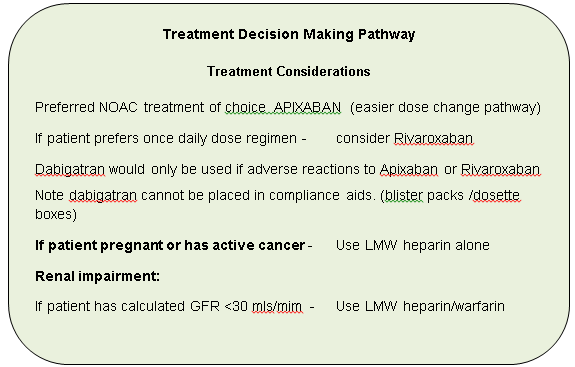 Treatment Decision Making Pathway
Treatment Considerations
Preferred NOAC treatment of choice APIXABAN (easier dose change pathway)
If patient prefers once daily dose regimen - consider Rivaroxaban
Dabigatran would only be used if adverse reactions to Apixaban or Rivaroxaban
Note dabigatran cannot be placed in compliance aids. (blister packs /dosette
boxes)
If patient pregnant or has active cancer - Use LMW heparin alone
Renal impairment:
If patient has calculated GFR <30 mls/mim - Use LMW heparin/warfarin